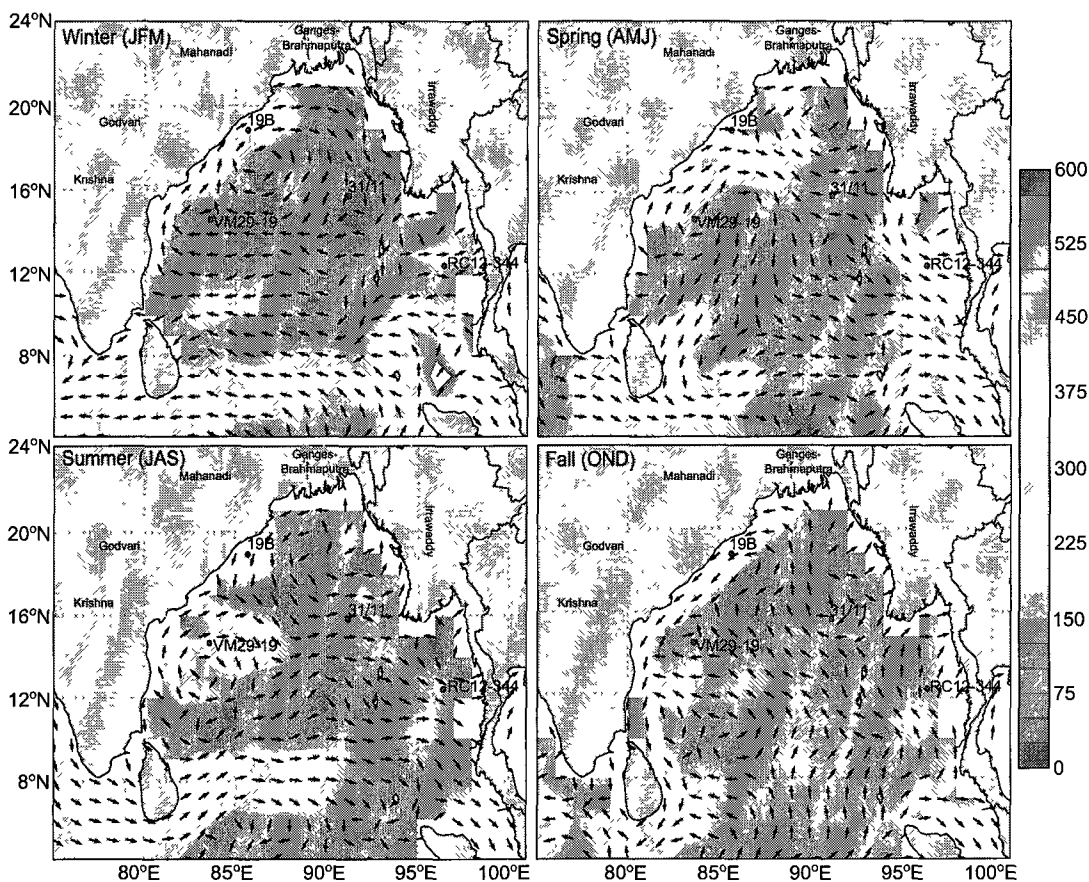 24°N
Winter (JFM)
Mahanadi
Ganges-
Brahmaputra
Irrawaddy
20°N
19B
Godvari
Krishna
16°N
31/11
VM29-19
12°N
RC12-344
8°N
Spring (AMJ)
Mahanadi
Ganges-
Brahmaputra
Irrawaddy
19B
Godvari
Krishna
31/11
VM29-19
RC12-344
24°N
Summer (JAS)
Mahanadi
Ganges-
Brahmaputra
Irrawaddy
20°N
19B
Godvari
Krishna
16°N
31/11
VM29-19
12°N
RC12-344
8°N
80°E 85°E 90°E 95°E 100°E
Fall (OND)
Mahanadi
Ganges-
Brahmaputra
Irrawaddy
19B
Godvari
Krishna
31/11
VM29-19
RC12-344
80°E 85°E 90°E 95°E 100°E
600
525
450
375
300
225
150
75
0